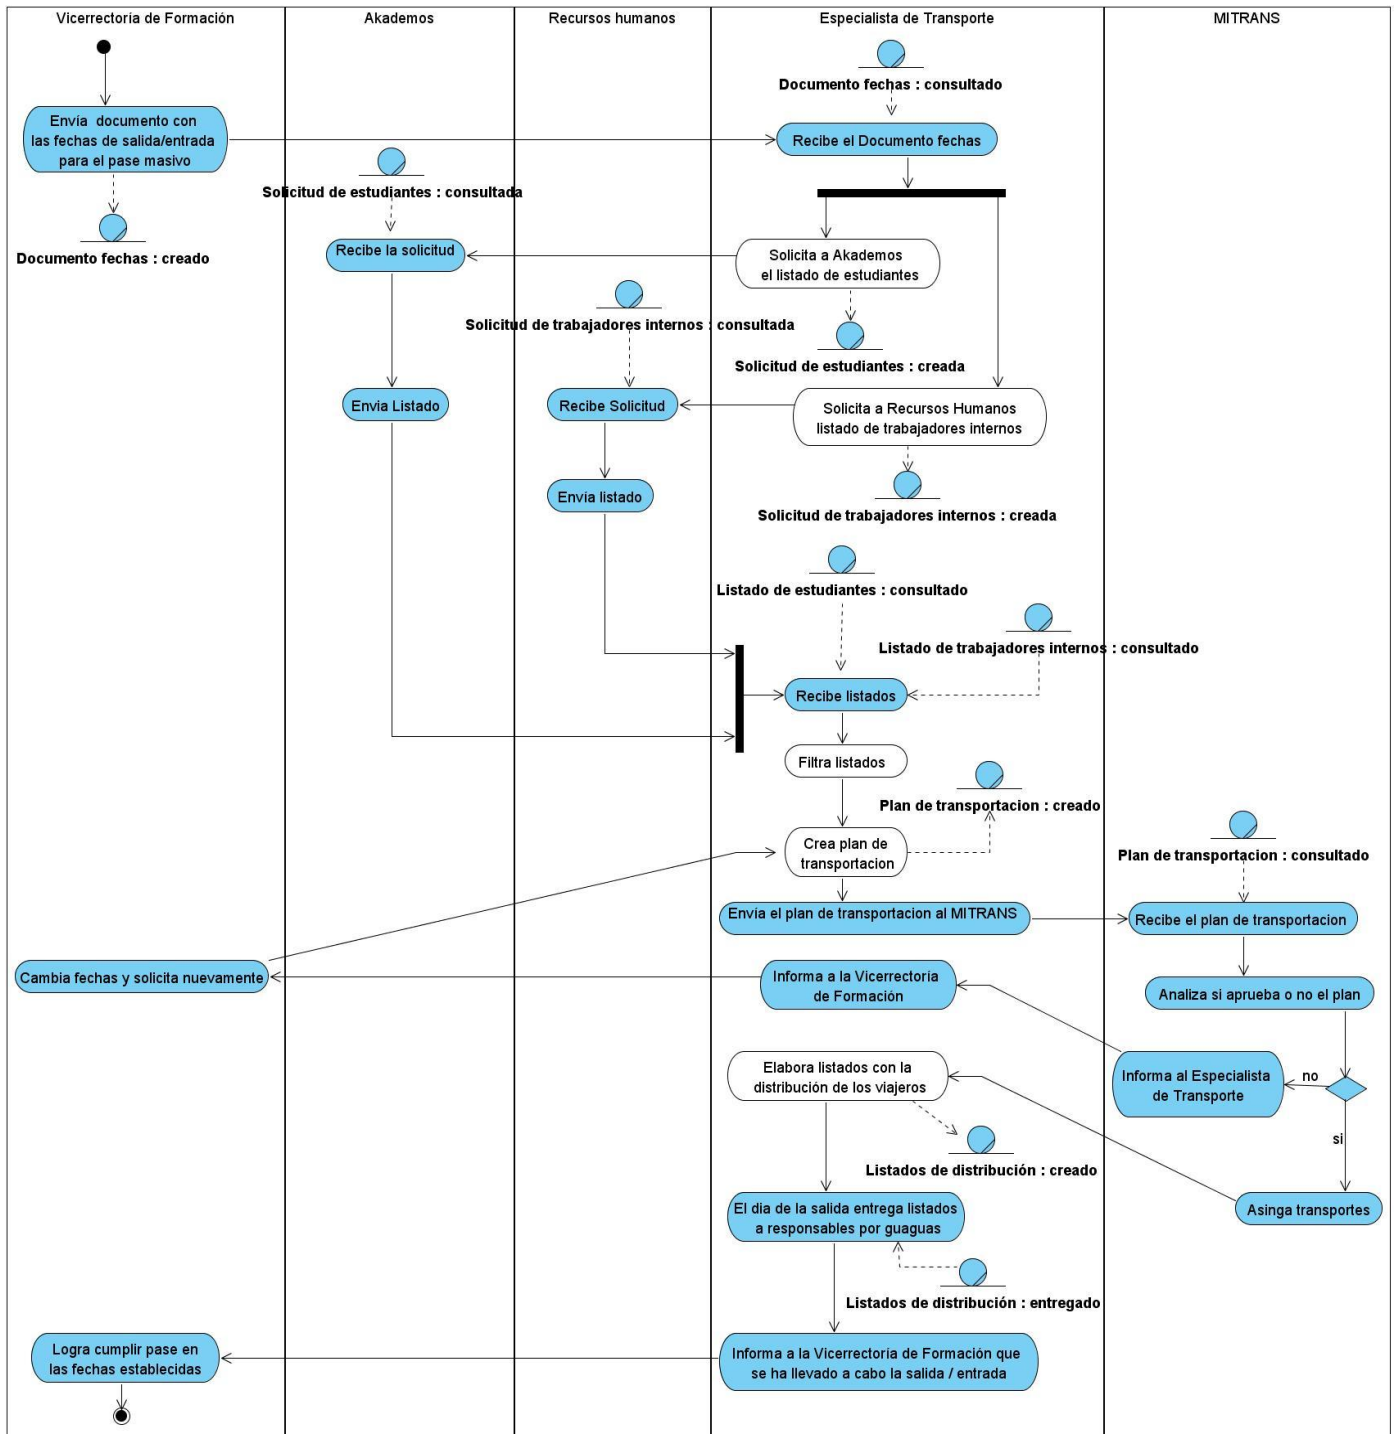 Vicerrectoría de Formación
Akademos
Recursos humanos
Especialista de Transporte
MITRANS
Documento fechas : consultado
Envía documento con
las fechas de salida/entrada
para el pase masivo
Recibe el Documento fechas
Solicitud de estudiantes : consultada
Documento fechas : creado
Recibe la solicitud
Solicita a Akademos
el listado de estudiantes
Solicitud de trabajadores internos : consultada
Solicitud de estudiantes : creada
Envia Listado
Recibe Solicitud
Solicita a Recursos Humanos
listado de trabajadores internos
Envía listado
Solicitud de trabajadores internos : creada
Listado de estudiantes : consultado
Listado de trabajadores internos : consultado
Recibe listados
Filtra listados
Plan de transportacion : creado
Crea plan de
transportacion
Plan de transportacion : consultado
Envía el plan de transportacion al MITRANS
Recibe el plan de transportacion
Cambia fechas y solicita nuevamente
Informa a la Vicerrectoría
de Formación
Analiza si aprueba o no el plan
Elabora listados con la
distribución de los viajeros
Informa al Especialista
de Transporte
no
si
Listados de distribución : creado
El dia de la salida entrega listados
a responsables por guaguas
Asinga transportes
Listados de distribución : entregado
Logra cumplir pase en
las fechas establecidas
Informa a la Vicerrectoría de Formación que
se ha llevado a cabo la salida / entrada